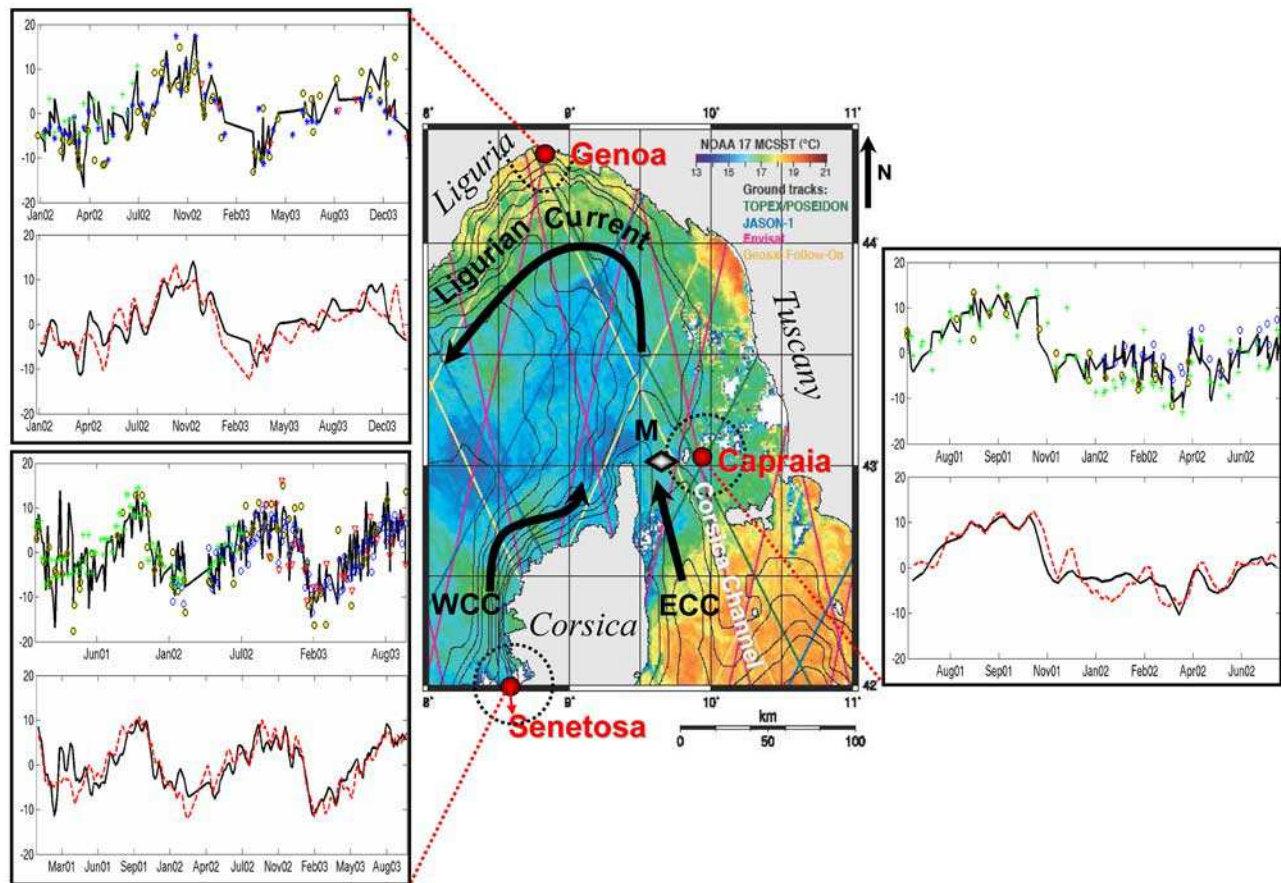 20
10
0
-10
-20
Jan02 Apr02 Jul02 Nov02 Feb03 May03 Aug03 Dec03
20
10
0
-10
-20
Jan02 Apr02 Jul02 Nov02 Feb03 May03 Aug03 Dec03
20
10
0
-10
-20
Jun01 Jan02 Jul02 Feb03 Aug03
20
10
0
-10
-20
Mar01 Jun01 Sep01 Jan02 Apr02 Jul02 Nov02 Feb03 May03 Aug03
8° 9° 10° 11°
Liguria
Genoa
NOAA 17 MCSST (°C)
13 15 17 19 21
Ground tracks:
TOPEX/POSEIDON
JASON-1
Envisat
Geosat Follow-On
N
Ligurian Current
44°
Tuscany
M
Capraia
43°
Corsica Channel
WCC
ECC
Corsica
42°
8° 9° 10° 11°
Senetosa
km
0 50 100
20
10
0
-10
-20
Aug01 Sep01 Nov01 Jan02 Feb02 Apr02 Jun02
20
10
0
-10
-20
Aug01 Sep01 Nov01 Jan02 Feb02 Apr02 Jun02